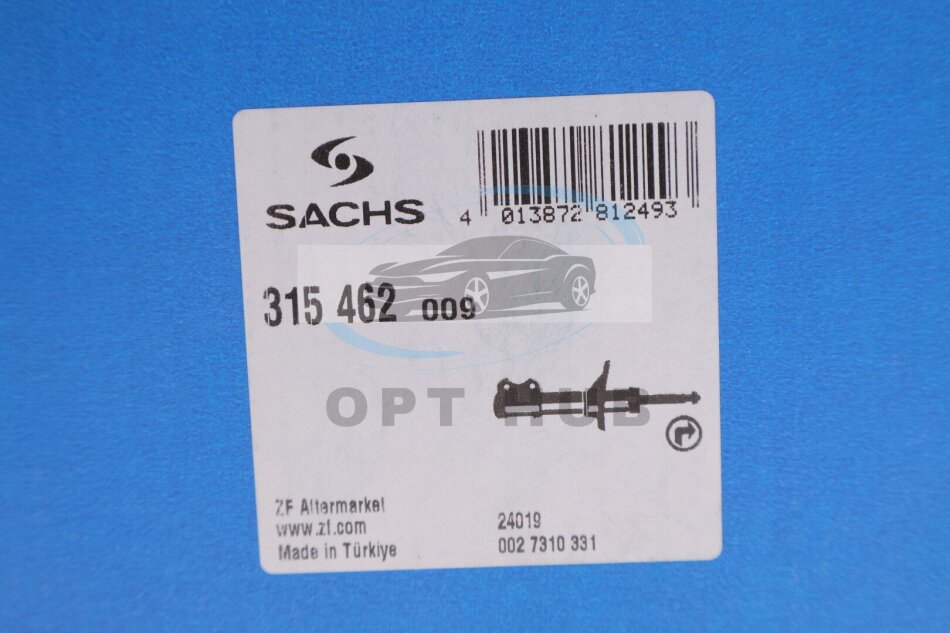 SACHS
4 013872 812493
315 462 009
OPT HUB
ZF Aftermarket
www.zf.com
Made in Türkiye
24019
002 7310 331